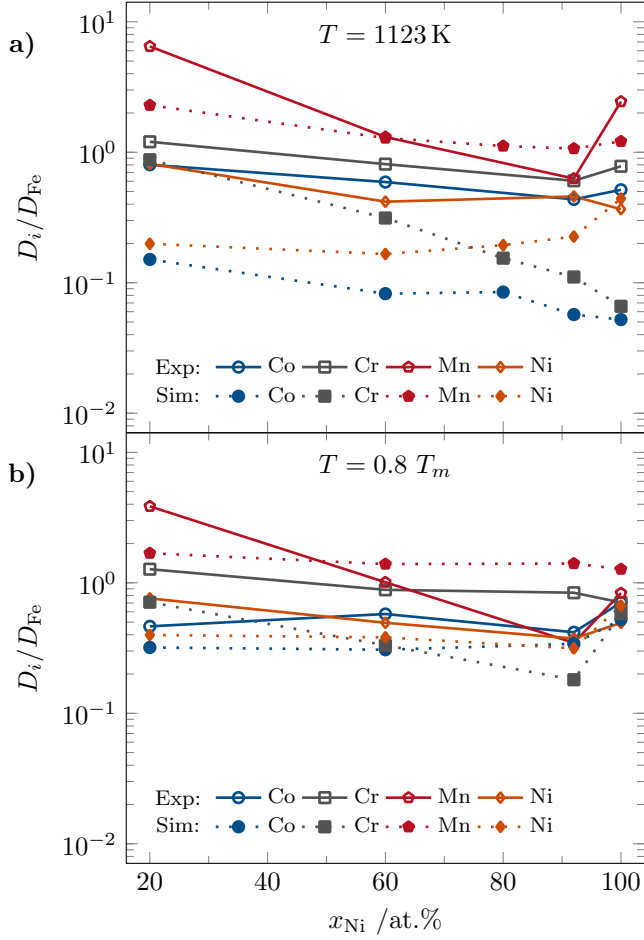 a)
T = 1123 K
10^1
10^0
10^−1
10^−2
D_i/D_Fe
Exp: Co Cr Mn Ni
Sim: Co Cr Mn Ni
b)
T = 0.8 T_m
10^1
10^0
10^−1
10^−2
D_i/D_Fe
Exp: Co Cr Mn Ni
Sim: Co Cr Mn Ni
20 40 60 80 100
x_Ni /at.%